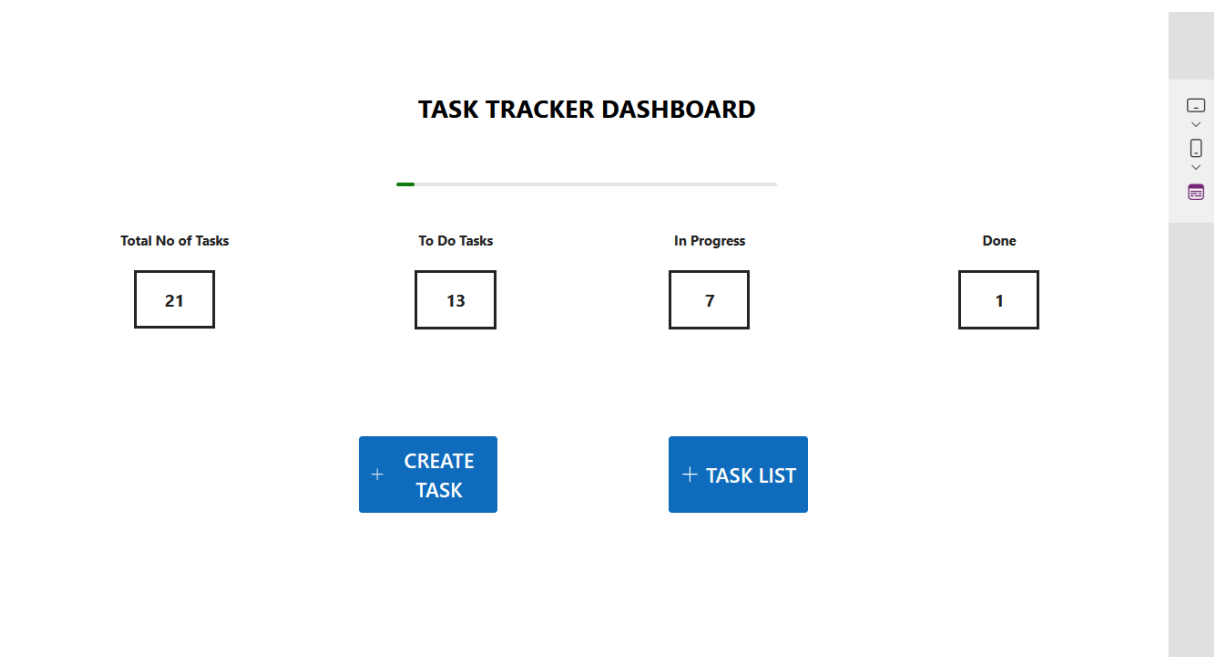 TASK TRACKER DASHBOARD
Total No of Tasks
To Do Tasks
In Progress
Done
21
13
7
1
CREATE
TASK
TASK LIST